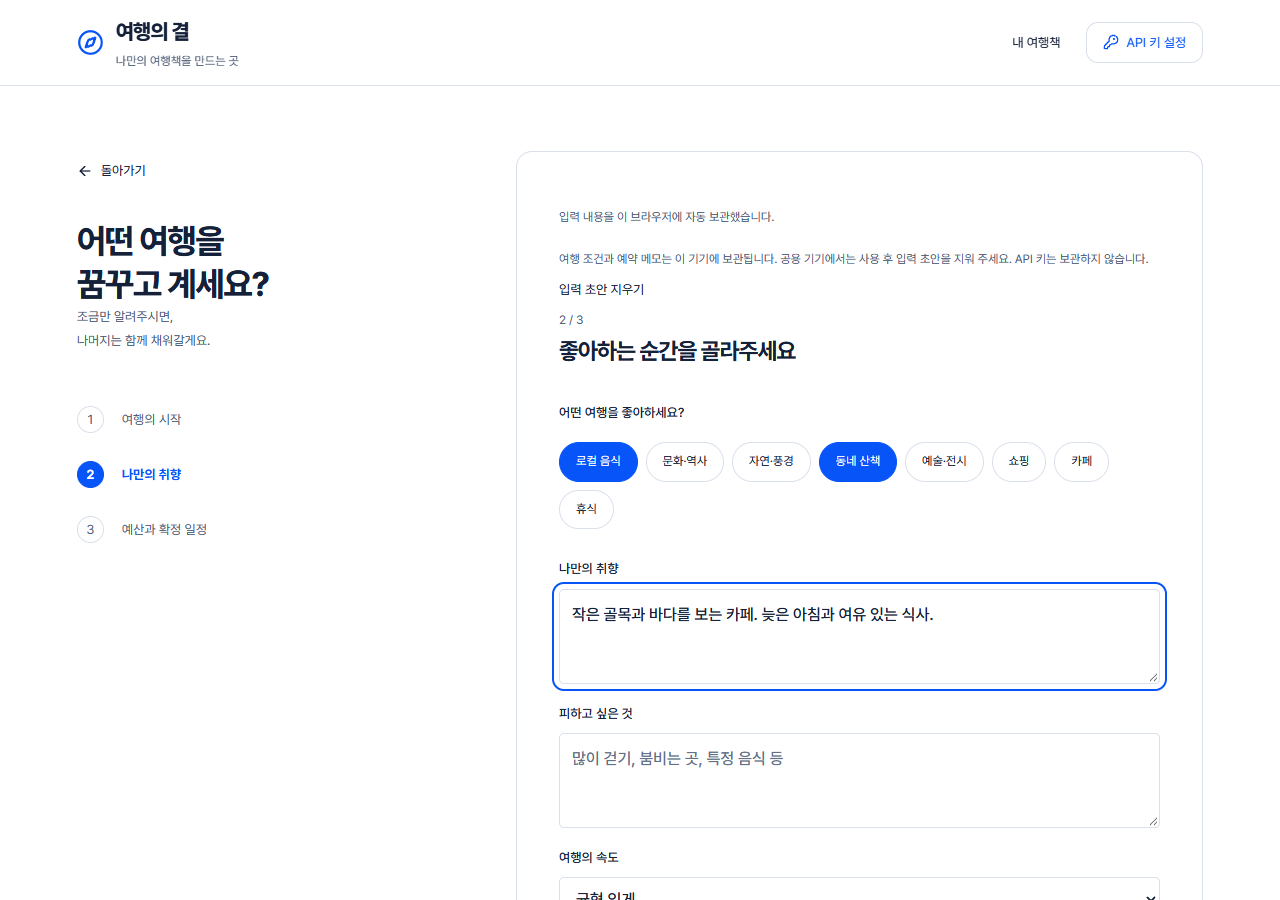 여행의 결
나만의 여행책을 만드는 곳
내 여행책
API 키 설정
돌아가기
어떤 여행을
꿈꾸고 계세요?
조금만 알려주시면,
나머지는 함께 채워갈게요.
1 여행의 시작
2 나만의 취향
3 예산과 확정 일정
입력 내용을 이 브라우저에 자동 보관했습니다.
여행 조건과 예약 메모는 이 기기에 보관됩니다. 공용 기기에서는 사용 후 입력 초안을 지워 주세요. API 키는 보관하지 않습니다.
입력 초안 지우기
2 / 3
좋아하는 순간을 골라주세요
어떤 여행을 좋아하세요?
로컬 음식 문화·역사 자연·풍경 동네 산책 예술·전시 쇼핑 카페
휴식
나만의 취향
작은 골목과 바다를 보는 카페. 늦은 아침과 여유 있는 식사.
피하고 싶은 것
많이 걷기, 붐비는 곳, 특정 음식 등
여행의 속도
균형 있게